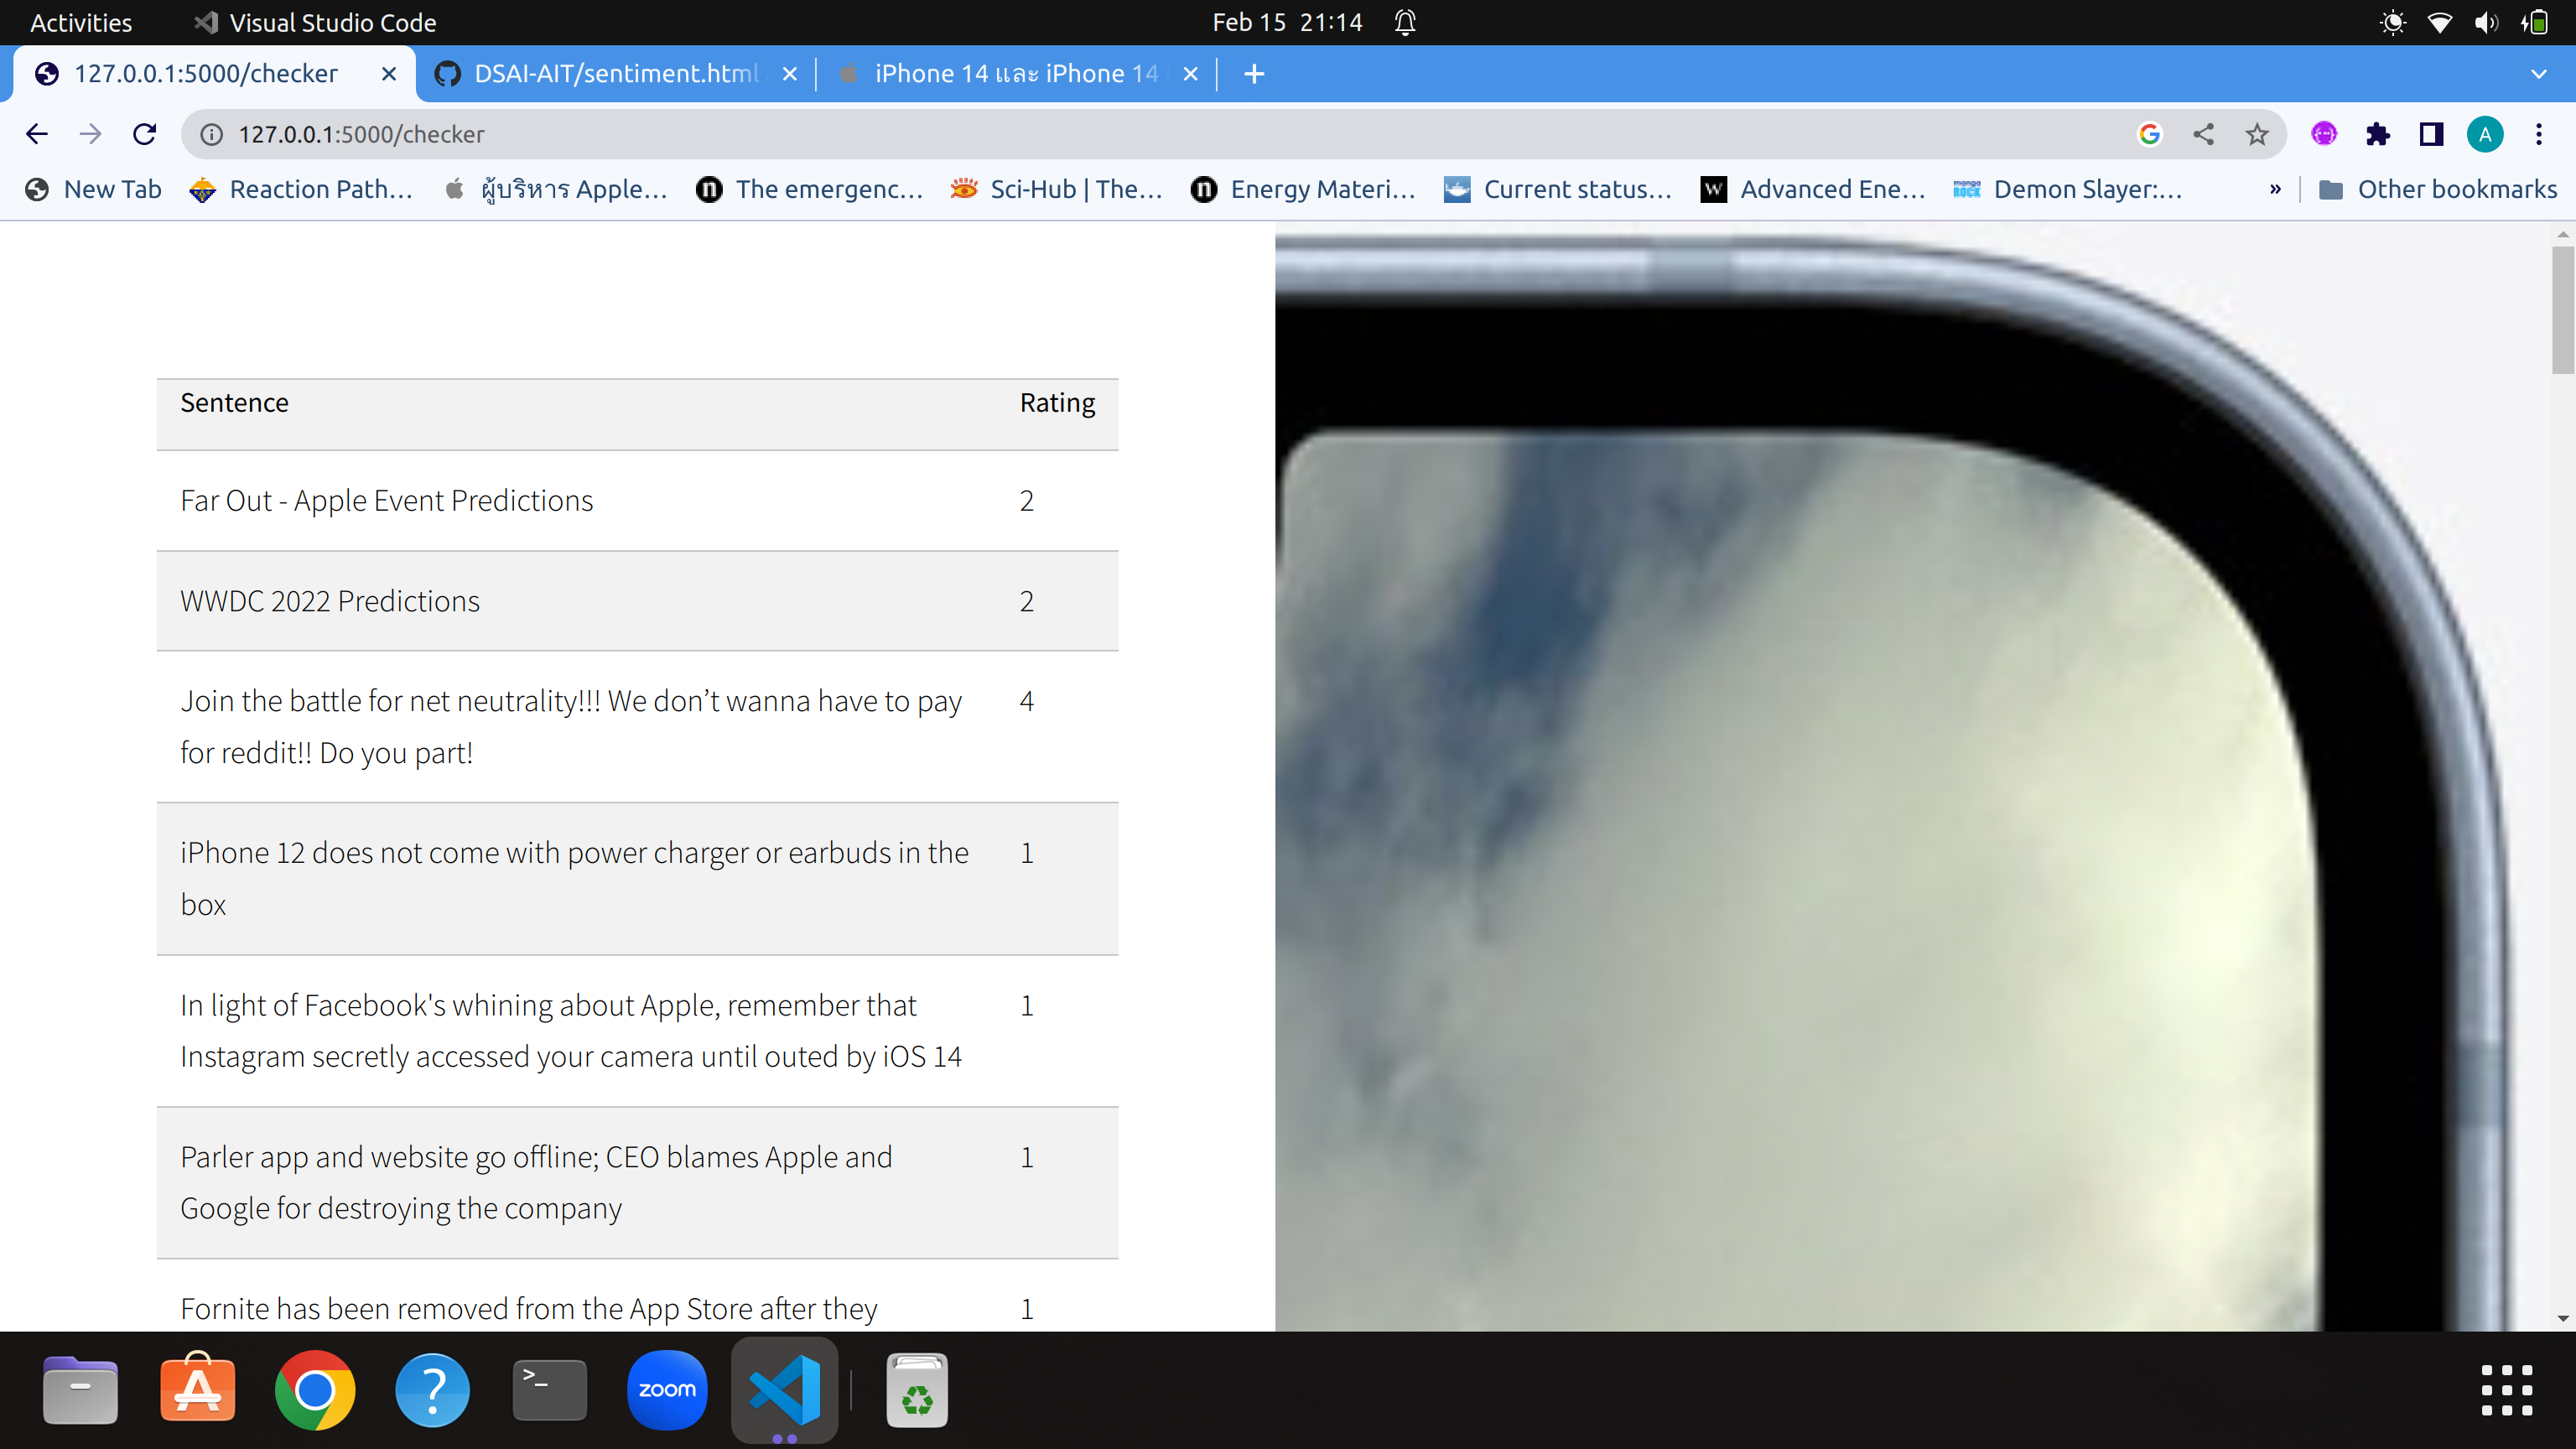 Activities
Visual Studio Code
Feb 15 21:14
127.0.0.1:5000/checker
DSAI-AIT/sentiment.html
iPhone 14 และ iPhone 14
127.0.0.1:5000/checker
A
New Tab
Reaction Path...
ผู้บริหาร Apple...
n
The emergenc...
Sci-Hub | The...
n
Energy Materi...
Current status...
W
Advanced Ene...
manga ROCK
Demon Slayer:...
»
Other bookmarks
Sentence Rating
Far Out - Apple Event Predictions 2
WWDC 2022 Predictions 2
Join the battle for net neutrality!!! We don’t wanna have to pay 4
for reddit!! Do you part!
iPhone 12 does not come with power charger or earbuds in the 1
box
In light of Facebook's whining about Apple, remember that 1
Instagram secretly accessed your camera until outed by iOS 14
Parler app and website go offline; CEO blames Apple and 1
Google for destroying the company
Fornite has been removed from the App Store after they 1
?
>_
zoom